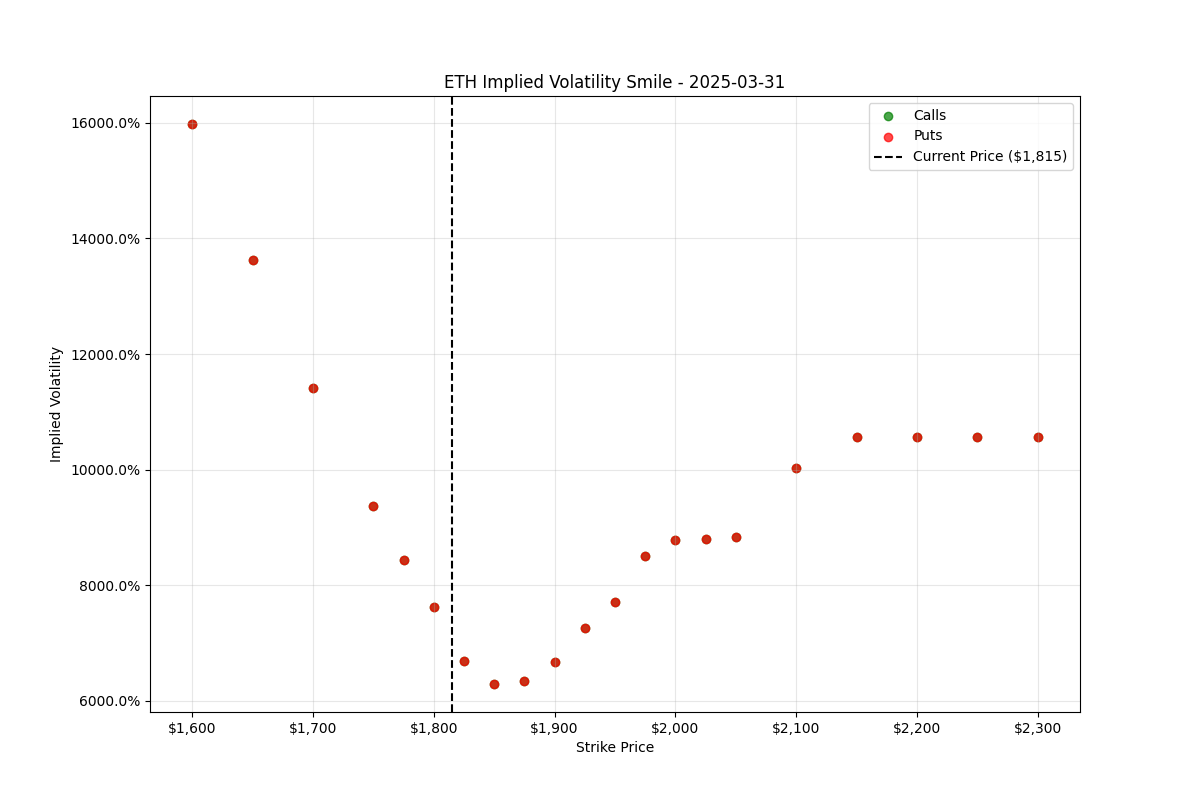 ETH Implied Volatility Smile - 2025-03-31
Calls
Puts
Current Price ($1,815)
Implied Volatility
16000.0%
14000.0%
12000.0%
10000.0%
8000.0%
6000.0%
$1,600 $1,700 $1,800 $1,900 $2,000 $2,100 $2,200 $2,300
Strike Price